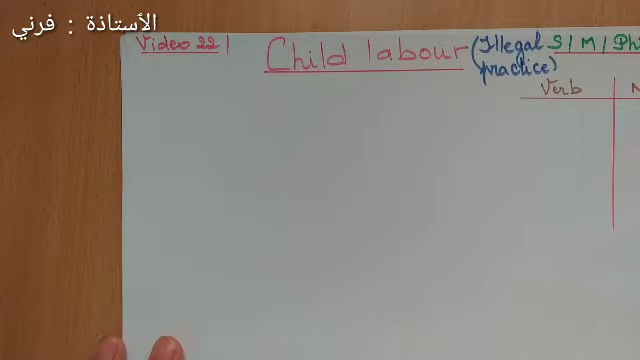 الأستاذة : فرني
Video 22 |
Child labour (Illegal practice) S / M / Ph
Verb